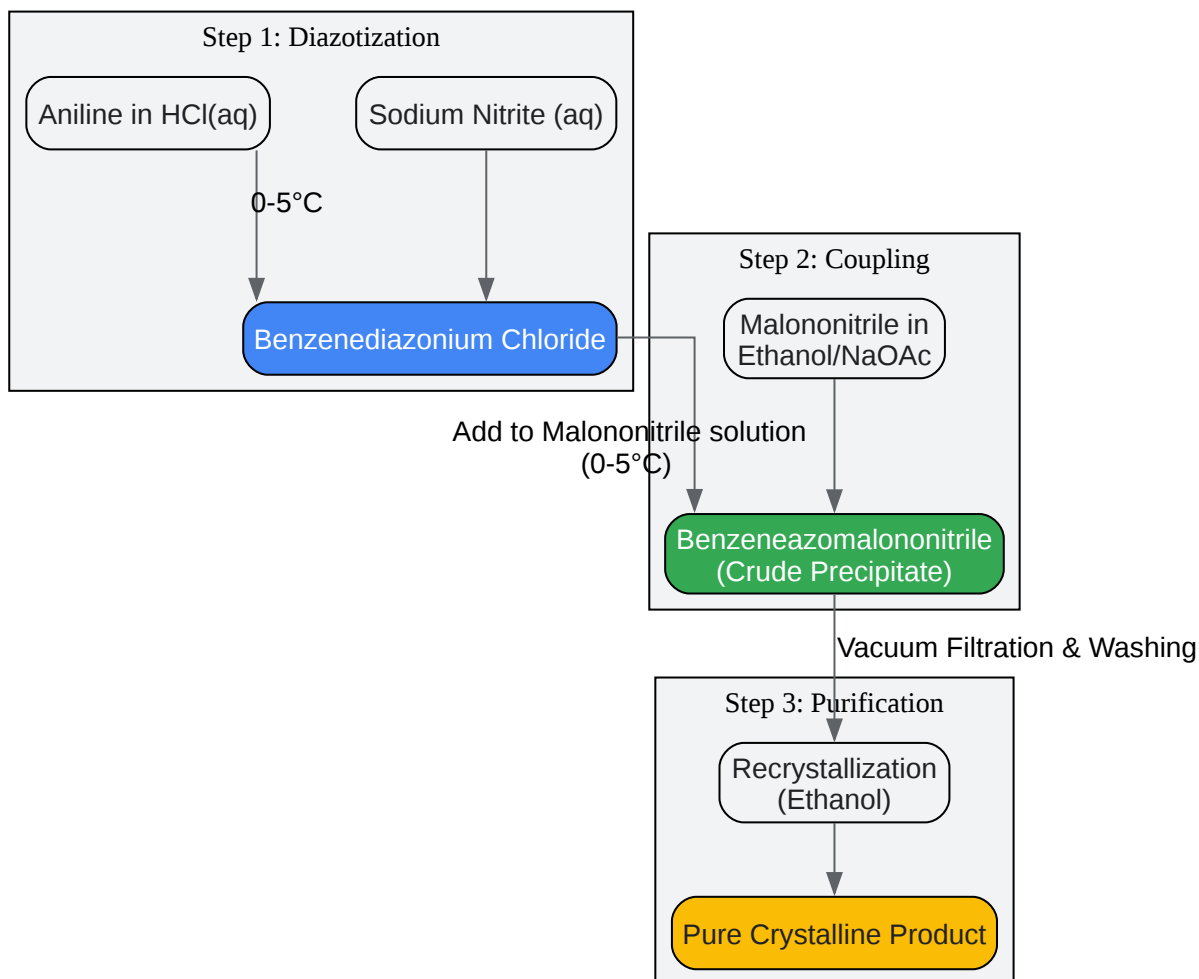 Step 1: Diazotization
Aniline in HCl(aq)
Sodium Nitrite (aq)
0-5°C
Benzenediazonium Chloride
Step 2: Coupling
Malononitrile in
Ethanol/NaOAc
Add to Malononitrile solution
(0-5°C)
Benzeneazomalononitrile
(Crude Precipitate)
Vacuum Filtration & Washing
Step 3: Purification
Recrystallization
(Ethanol)
Pure Crystalline Product